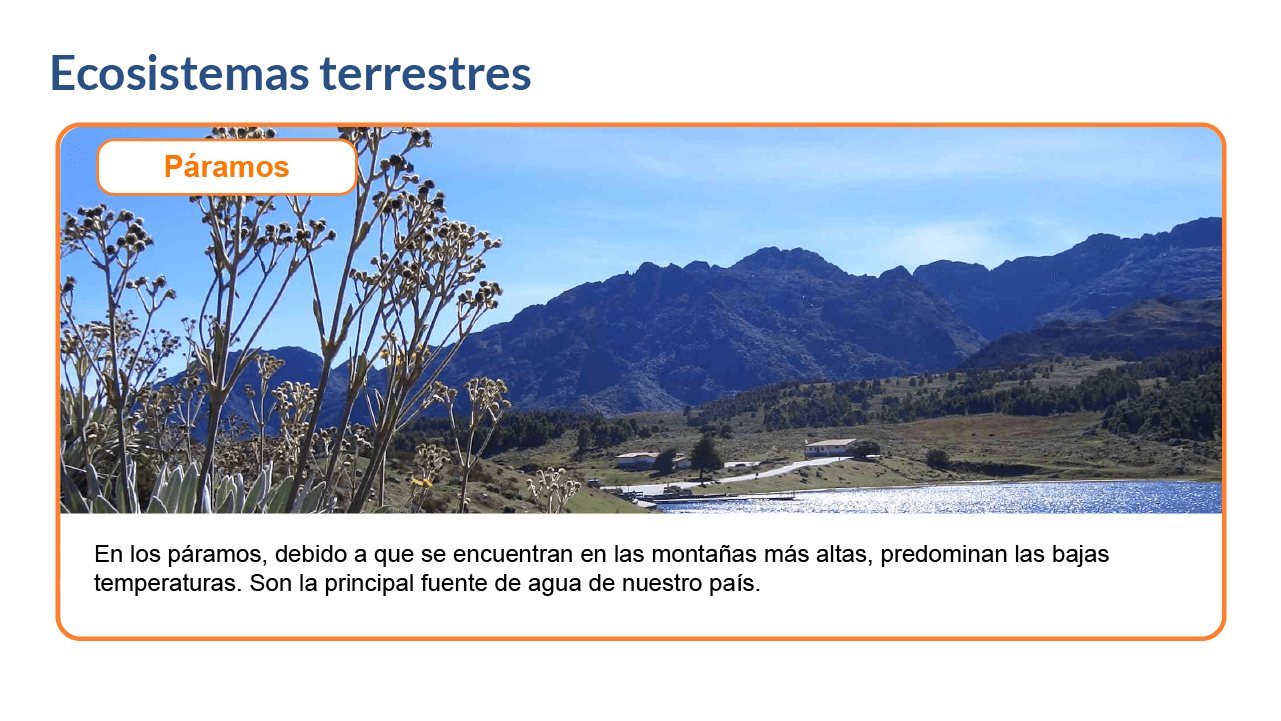 Ecosistemas terrestres
Páramos
En los páramos, debido a que se encuentran en las montañas más altas, predominan las bajas
temperaturas. Son la principal fuente de agua de nuestro país.